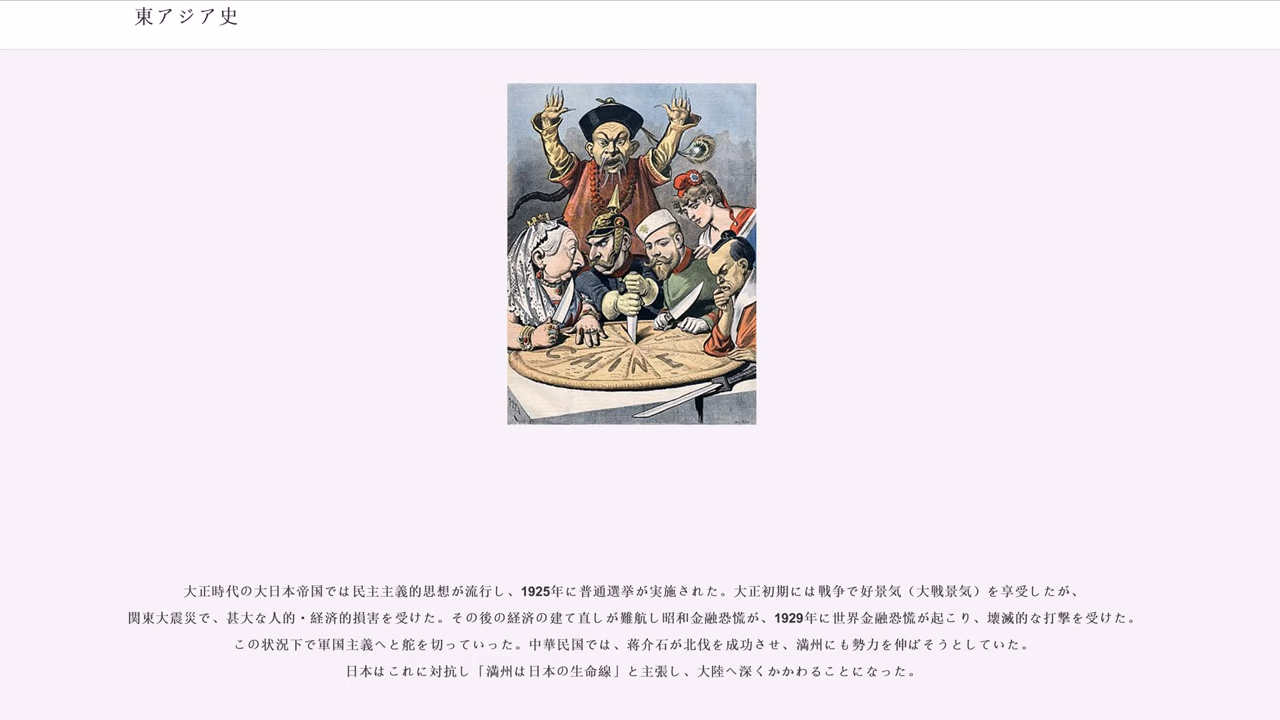 東アジア史
CHINE
大正時代の大日本帝国では民主主義的思想が流行し、1925年に普通選挙が実施された。大正初期には戦争で好景気（大戦景気）を享受したが、
関東大震災で、甚大な人的・経済的損害を受けた。その後の経済の建て直しが難航し昭和金融恐慌が、1929年に世界金融恐慌が起こり、壊滅的な打撃を受けた。
この状況下で軍国主義へと舵を切っていった。中華民国では、蒋介石が北伐を成功させ、満州にも勢力を伸ばそうとしていた。
日本はこれに対抗し「満州は日本の生命線」と主張し、大陸へ深くかかわることになった。